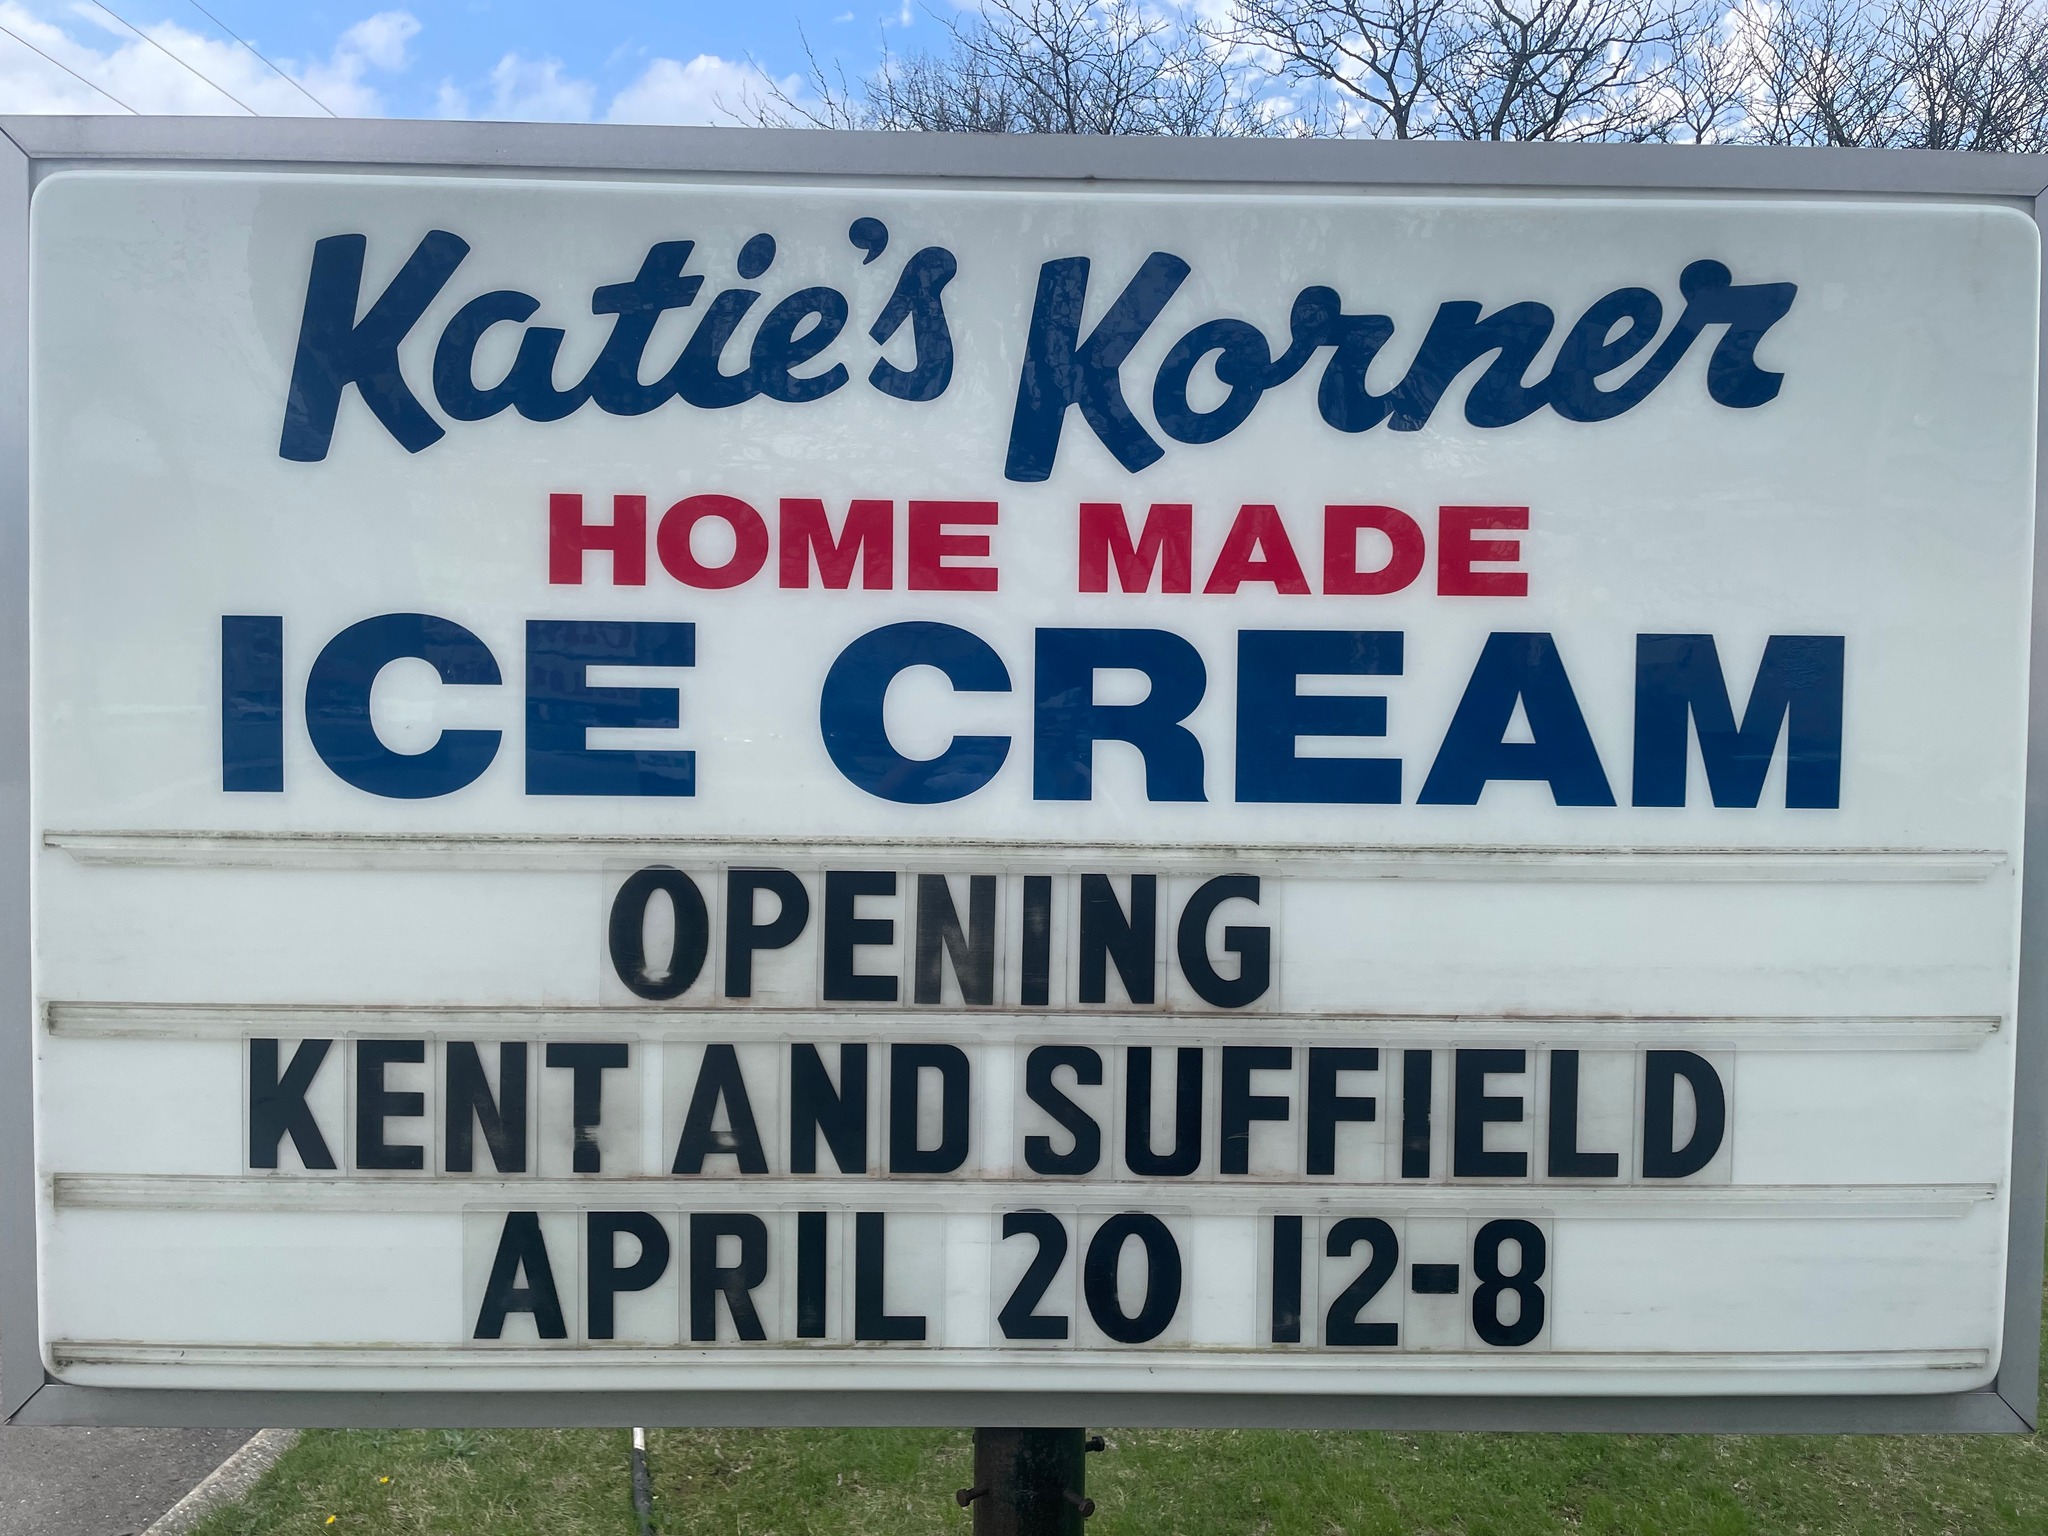 Katie's Korner
HOME MADE
ICE CREAM
OPENING
KENT AND SUFFIELD
APRIL 20 12-8